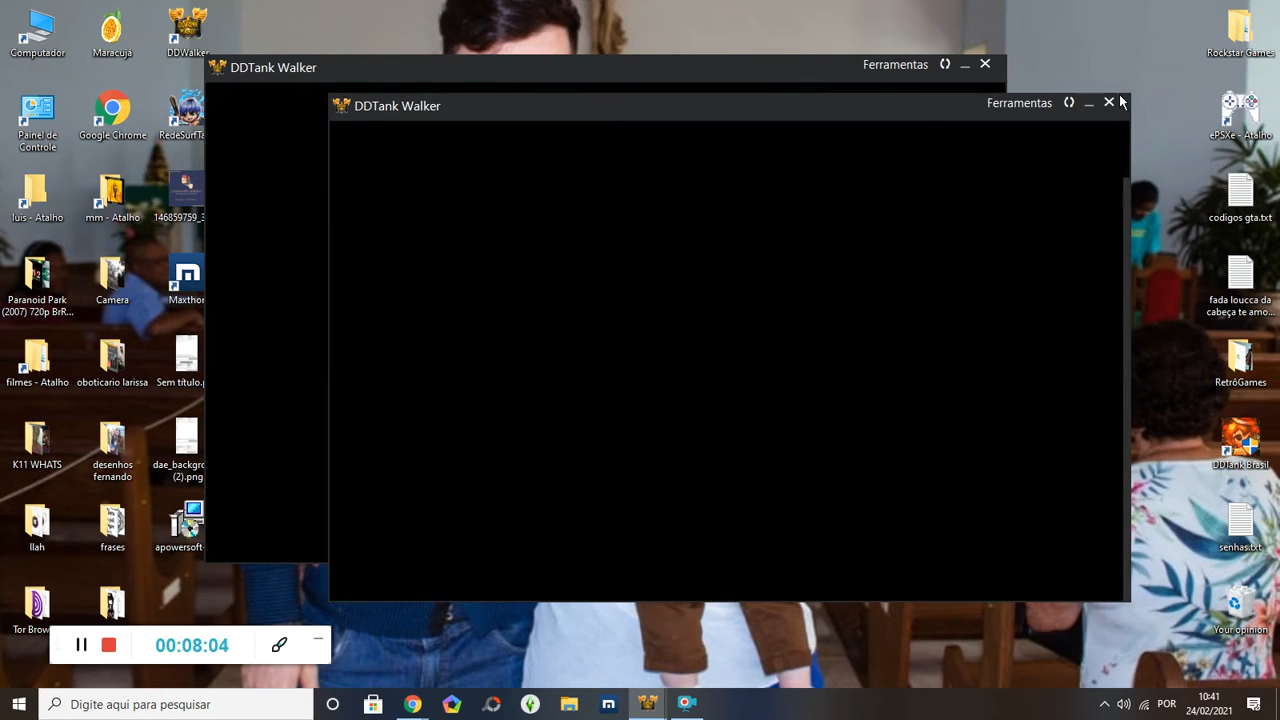 Computador
Maracujá
DDWalker
Rockstar Games
DDTank Walker
Ferramentas
DDTank Walker
Ferramentas
Painel de
Controle
Google Chrome
RedeSurfTa
ePSXe - Atalho
luis - Atalho
mm - Atalho
146859759_3
codigos gta.txt
Paranoid Park
(2007) 720p BrR...
Camera
Maxthon
fada loucca da
cabeça te amo...
filmes - Atalho
oboticario larissa
Sem título.p
RetrôGames
K11 WHATS
desenhos
fernando
dae_backgro
(2).png
DDTank Brasil
llah
frases
apowersoft-
senhas.txt
Tor Brow
Your opinion
00:08:04
Digite aqui para pesquisar
POR
10:41
24/02/2021